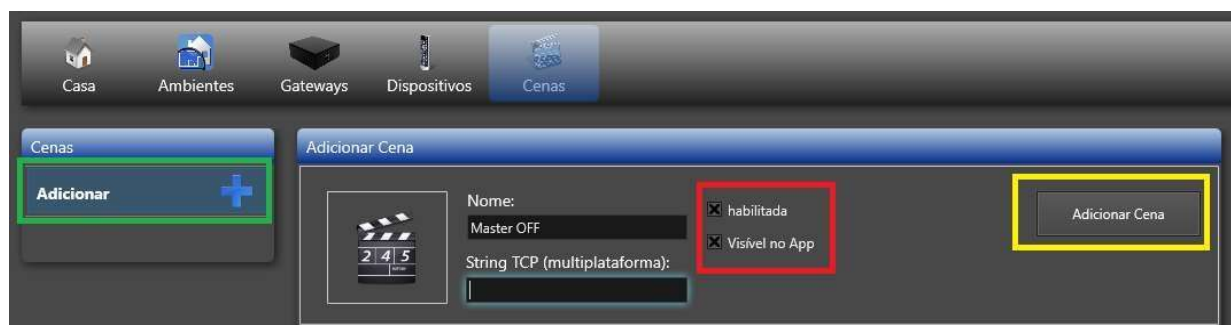 Casa Ambientes Gateways Dispositivos Cenas
Cenas
Adicionar Cena
Adicionar
Nome:
Master OFF
String TCP (multiplataforma):
habilitada
Visível no App
Adicionar Cena
2 4 5